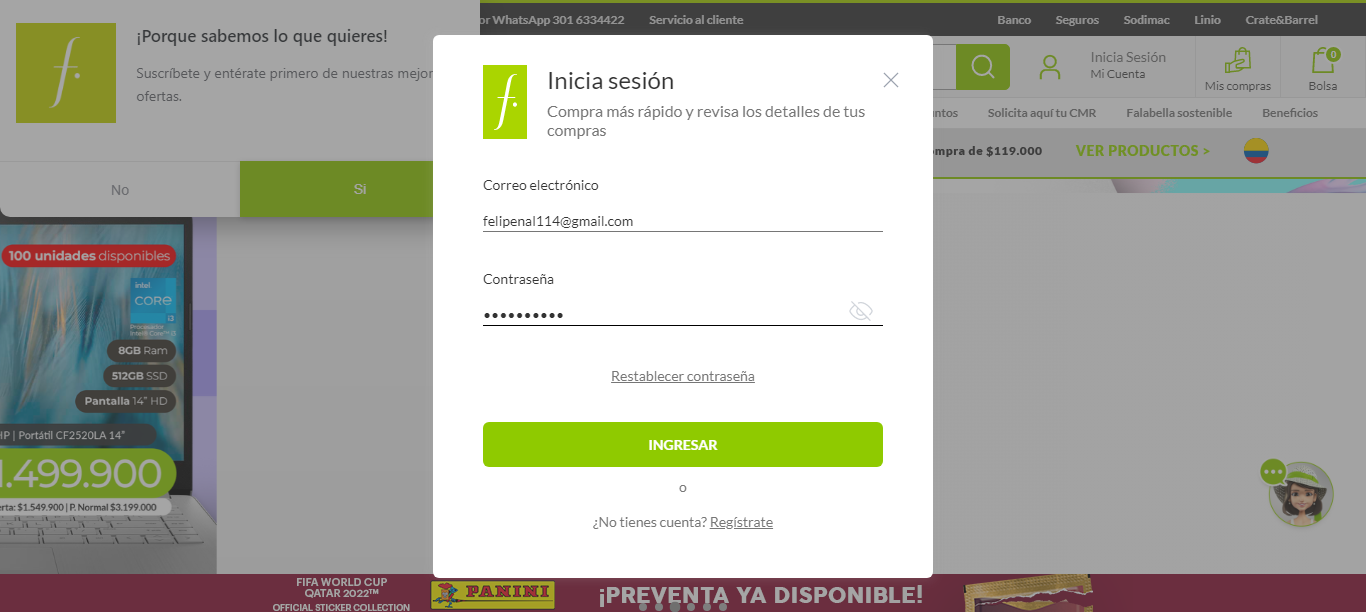 or WhatsApp 301 6334422
Servicio al cliente
Banco
Seguros
Sodimac
Linio
Crate&Barrel
¡Porque sabemos lo que quieres!
Suscríbete y entérate primero de nuestras mejor
ofertas.
No
Si
f.
Inicia sesión
Compra más rápido y revisa los detalles de tus
compras
Correo electrónico
felipenal114@gmail.com
Contraseña
••••••••••
Restablecer contraseña
INGRESAR
o
¿No tienes cuenta? Regístrate
Inicia Sesión
Mi Cuenta
Mis compras
0
Bolsa
ntos
Solicita aquí tu CMR
Falabella sostenible
Beneficios
mpra de $119.000
VER PRODUCTOS >
100 unidades disponibles
intel
CORE
i3
Procesador
Intel® Core™ i3
8GB Ram
512GB SSD
Pantalla 14” HD
HP | Portátil CF2520LA 14”
1.499.900
erta: $1.549.900 | P. Normal $3.199.000
FIFA WORLD CUP
QATAR 2022™
OFFICIAL STICKER COLLECTION
PANINI
¡PREVENTA YA DISPONIBLE!